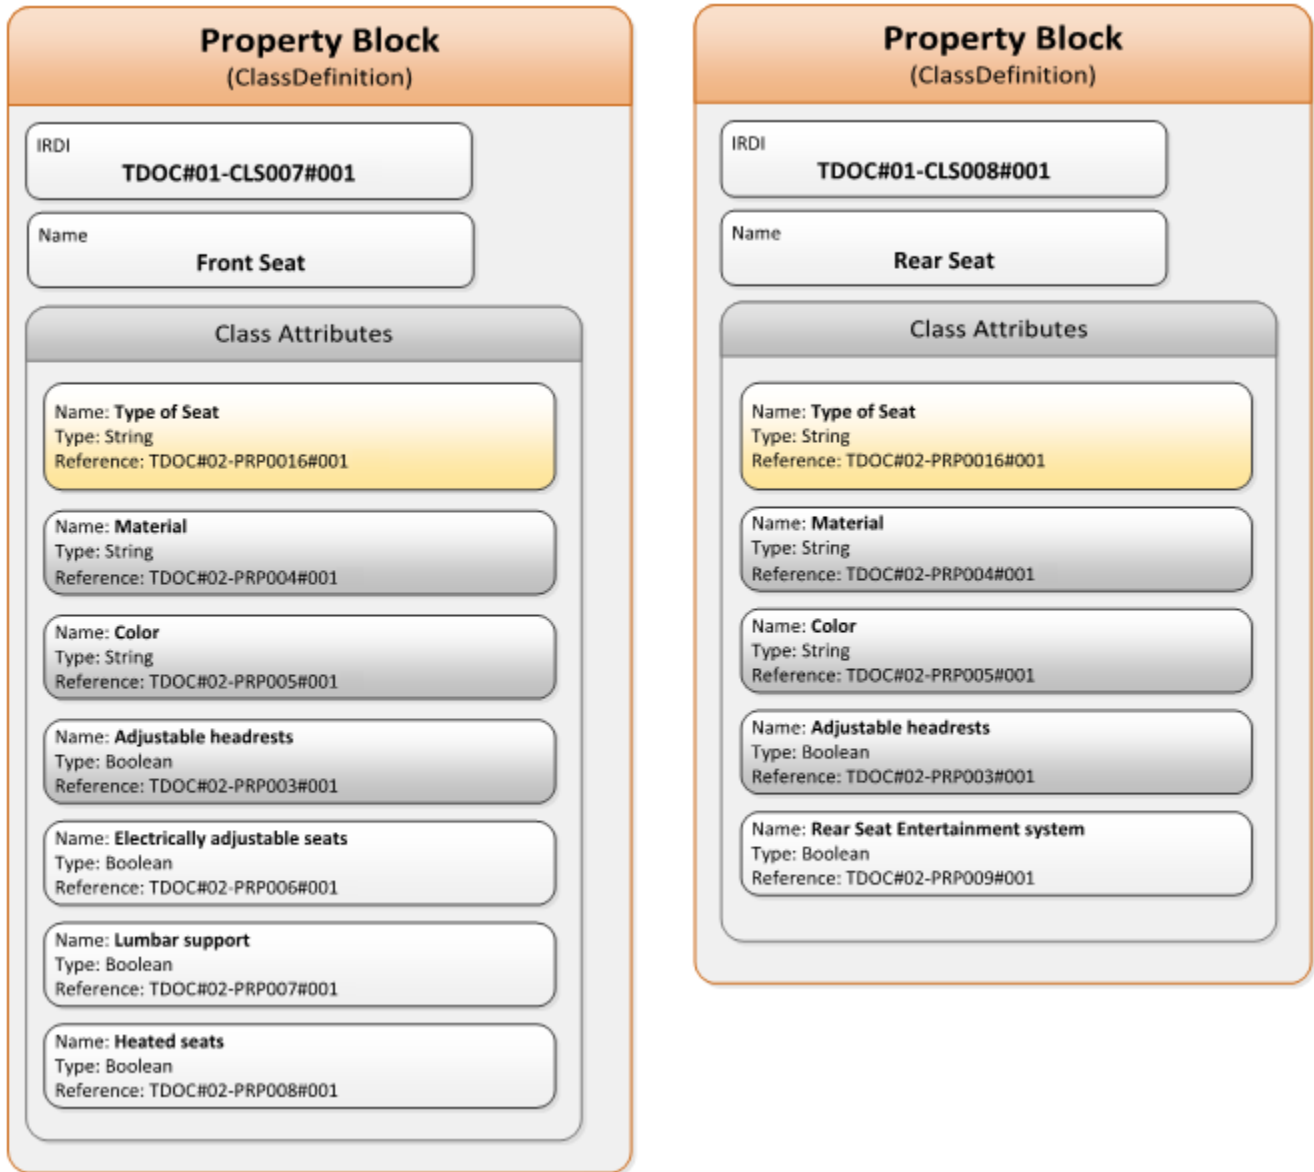 Property Block
(ClassDefinition)
IRDI
TDOC#01-CLS007#001
Name
Front Seat
Class Attributes
Name: Type of Seat
Type: String
Reference: TDOC#02-PRP0016#001
Name: Material
Type: String
Reference: TDOC#02-PRP004#001
Name: Color
Type: String
Reference: TDOC#02-PRP005#001
Name: Adjustable headrests
Type: Boolean
Reference: TDOC#02-PRP003#001
Name: Electrically adjustable seats
Type: Boolean
Reference: TDOC#02-PRP006#001
Name: Lumbar support
Type: Boolean
Reference: TDOC#02-PRP007#001
Name: Heated seats
Type: Boolean
Reference: TDOC#02-PRP008#001
Property Block
(ClassDefinition)
IRDI
TDOC#01-CLS008#001
Name
Rear Seat
Class Attributes
Name: Type of Seat
Type: String
Reference: TDOC#02-PRP0016#001
Name: Material
Type: String
Reference: TDOC#02-PRP004#001
Name: Color
Type: String
Reference: TDOC#02-PRP005#001
Name: Adjustable headrests
Type: Boolean
Reference: TDOC#02-PRP003#001
Name: Rear Seat Entertainment system
Type: Boolean
Reference: TDOC#02-PRP009#001